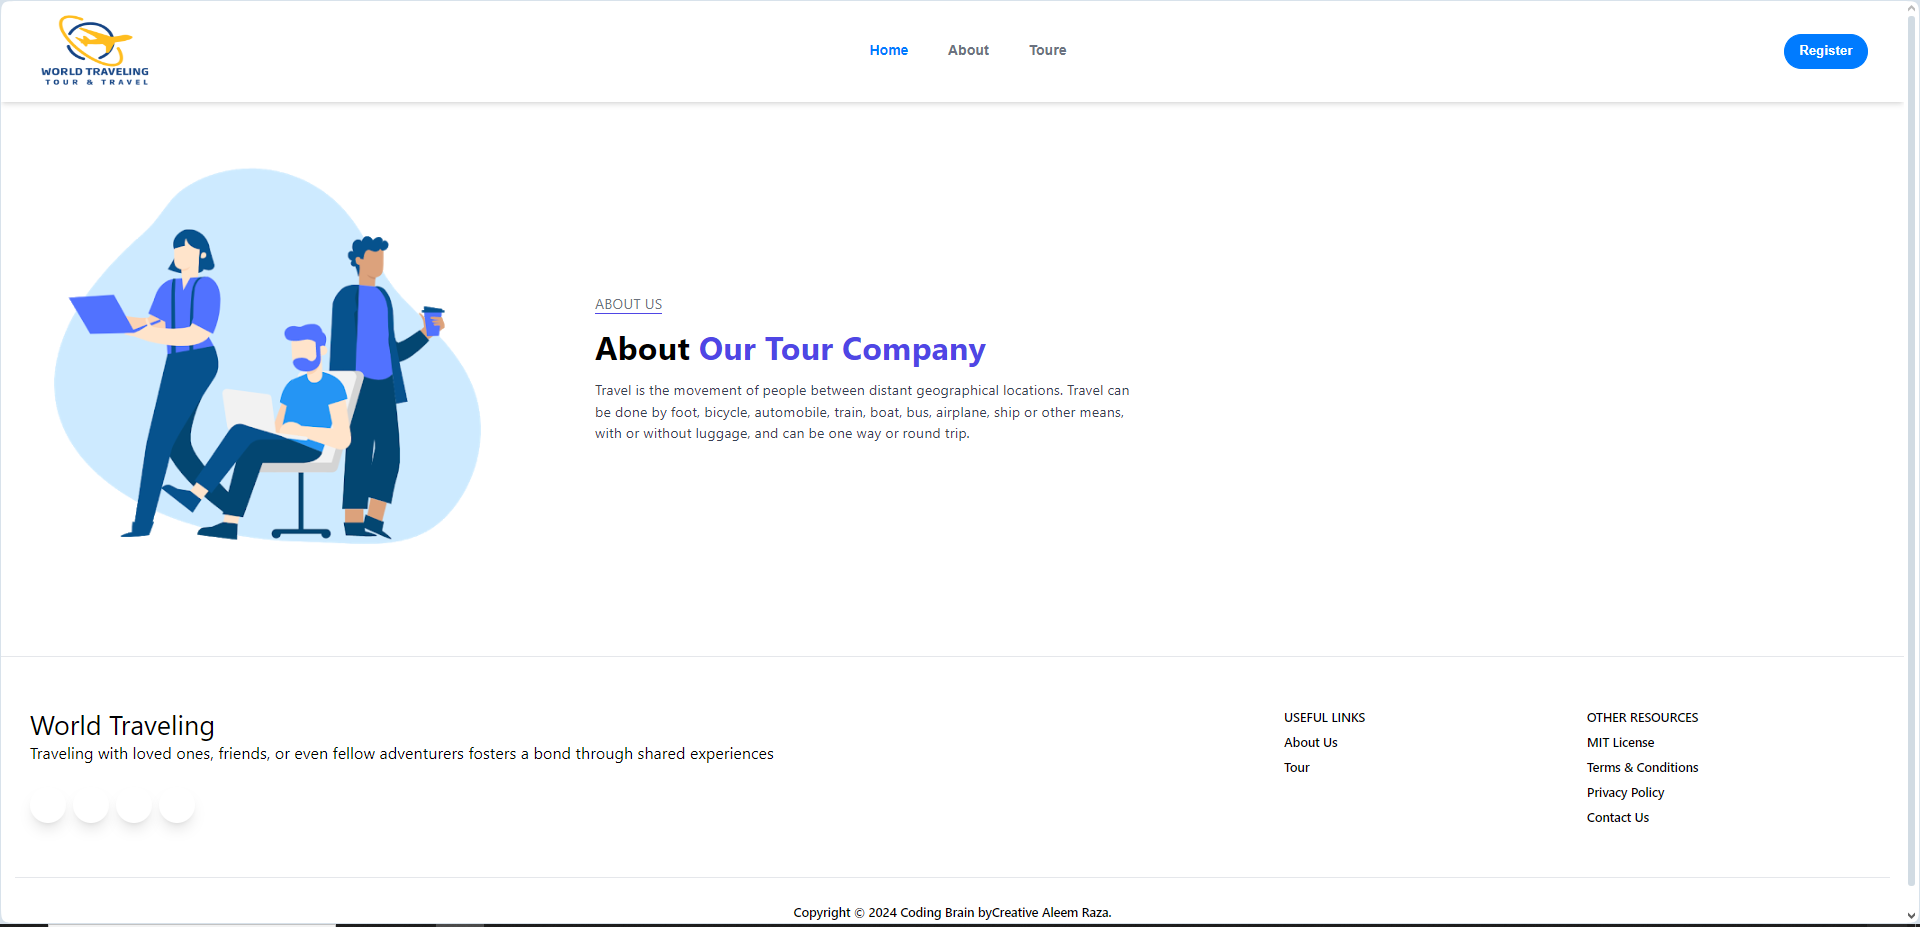 WORLD TRAVELING
TOUR & TRAVEL
Home
About
Toure
Register
ABOUT US
About Our Tour Company
Travel is the movement of people between distant geographical locations. Travel can
be done by foot, bicycle, automobile, train, boat, bus, airplane, ship or other means,
with or without luggage, and can be one way or round trip.
World Traveling
Traveling with loved ones, friends, or even fellow adventurers fosters a bond through shared experiences
USEFUL LINKS
About Us
Tour
OTHER RESOURCES
MIT License
Terms & Conditions
Privacy Policy
Contact Us
Copyright © 2024 Coding Brain byCreative Aleem Raza.